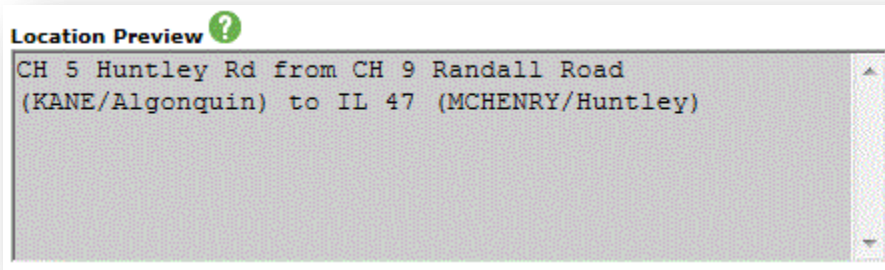 Location Preview ?
CH 5 Huntley Rd from CH 9 Randall Road
(KANE/Algonquin) to IL 47 (MCHENRY/Huntley)